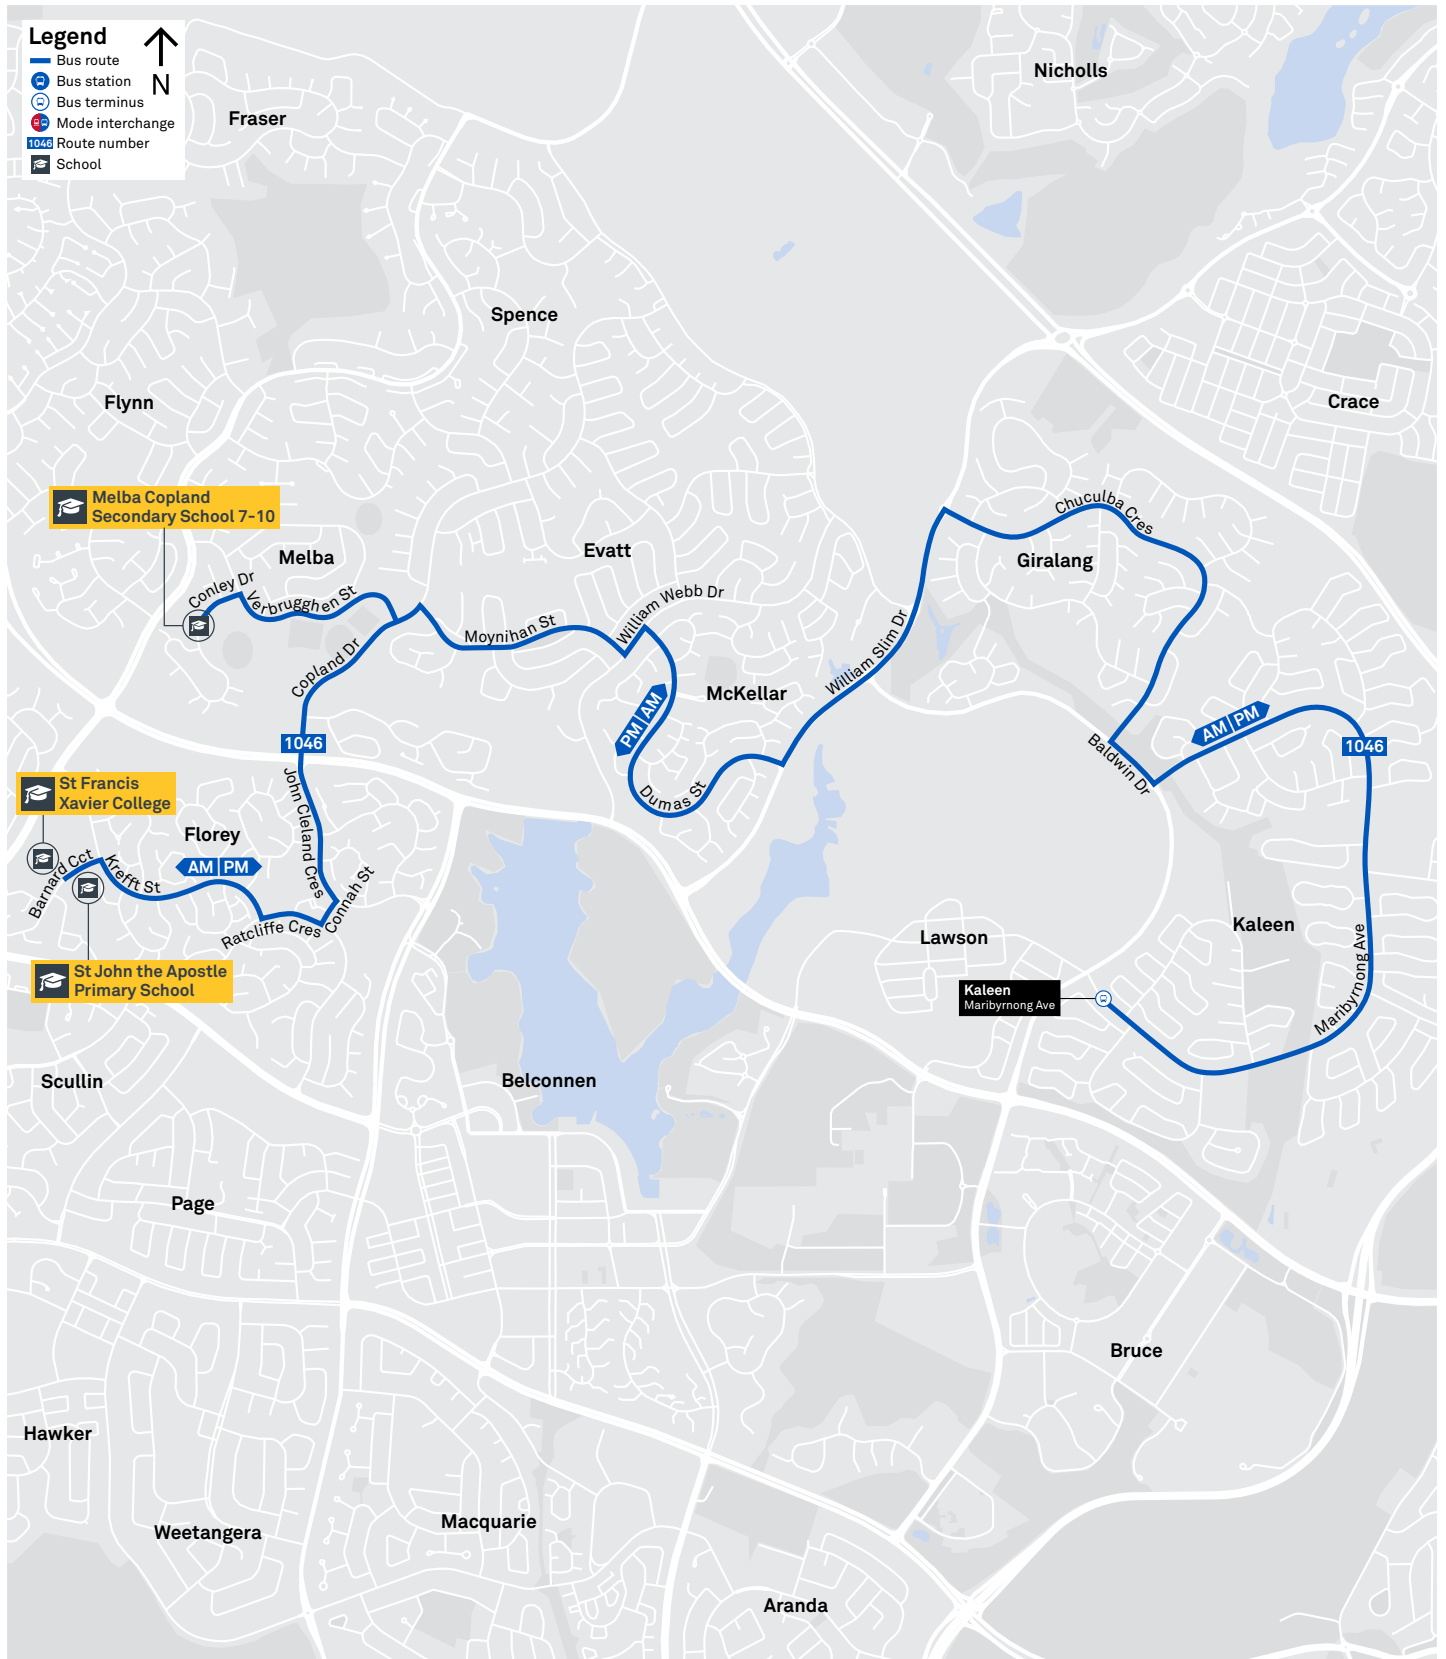 Legend
N
Bus route
Bus station
Bus terminus
Mode interchange
1046 Route number
School
Nicholls
Fraser
Spence
Flynn
Crace
Melba Copland
Secondary School 7-10
Chuculba Cres
Melba
Evatt
Giralang
Conley Dr
Verbrugghen St
William Webb Dr
Moynihan St
Copland Dr
William Slim Dr
McKellar
PM AM
AM PM
1046
1046
Baldwin Dr
John Cleland Cres
St Francis
Xavier College
Dumas St
Florey
AM PM
Barnard Cct
Krefft St
Connah St
Ratcliffe Cres
Kaleen
Lawson
Maribyrnong Ave
St John the Apostle
Primary School
Kaleen
Maribyrnong Ave
Scullin
Belconnen
Page
Bruce
Hawker
Weetangera
Macquarie
Aranda